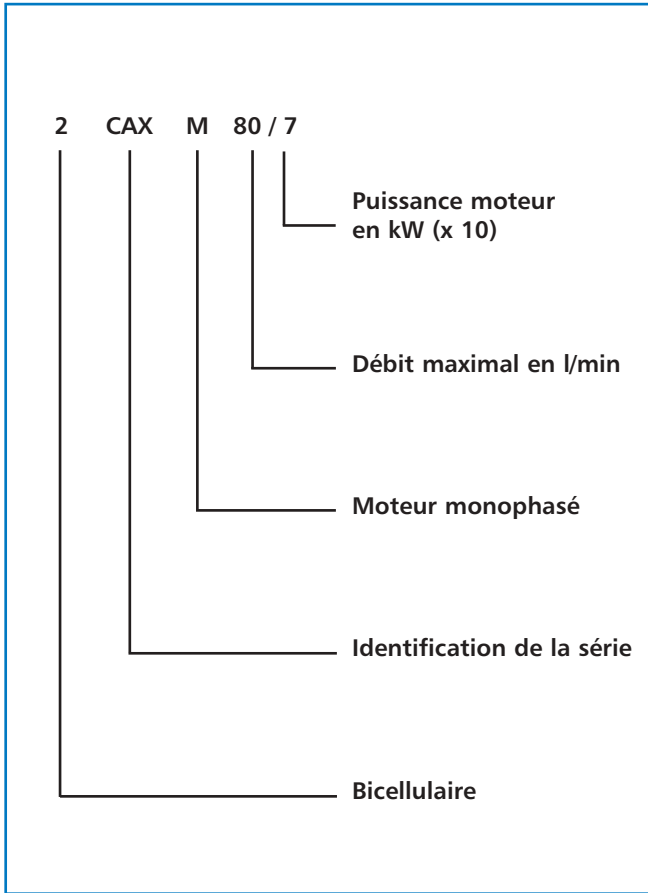 2 CAX M 80 / 7
Puissance moteur
en kW (x 10)
Débit maximal en l/min
Moteur monophasé
Identification de la série
Bicellulaire